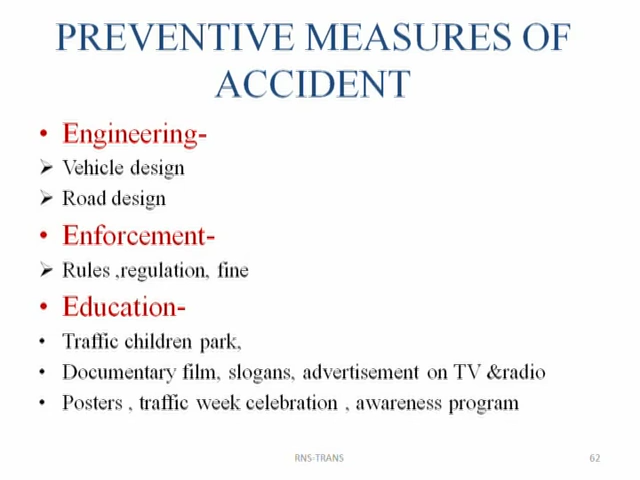 PREVENTIVE MEASURES OF
ACCIDENT
• Engineering-
➢ Vehicle design
➢ Road design
• Enforcement-
➢ Rules ,regulation, fine
• Education-
• Traffic children park,
• Documentary film, slogans, advertisement on TV &radio
• Posters , traffic week celebration , awareness program
RNS-TRANS
62